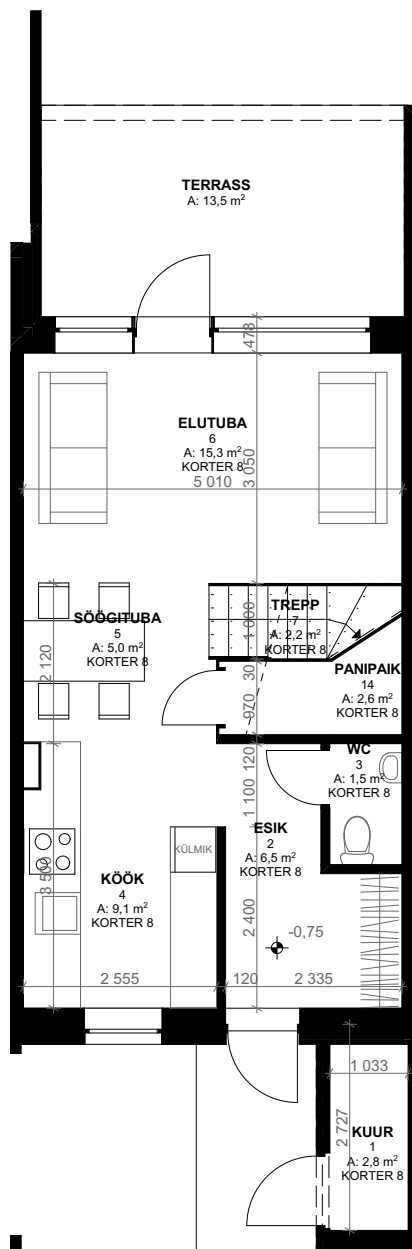 TERRASS
A: 13,5 m²
478
ELUTUBA
6
A: 15,3 m²
KORTER 8
3 050
5 010
SÖÖGITUBA
5
A: 5,0 m²
KORTER 8
2 120
TREPP
7
A: 2,2 m²
KORTER 8
1 000
30
PANIPAIK
14
A: 2,6 m²
KORTER 8
970
120
WC
3
A: 1,5 m²
KORTER 8
1 100
ESIK
2
A: 6,5 m²
KORTER 8
KÜLMIK
KÖÖK
4
A: 9,1 m²
KORTER 8
3 500
2 400
-0,75
2 555
120
2 335
1 033
2 727
KUUR
1
A: 2,8 m²
KORTER 8